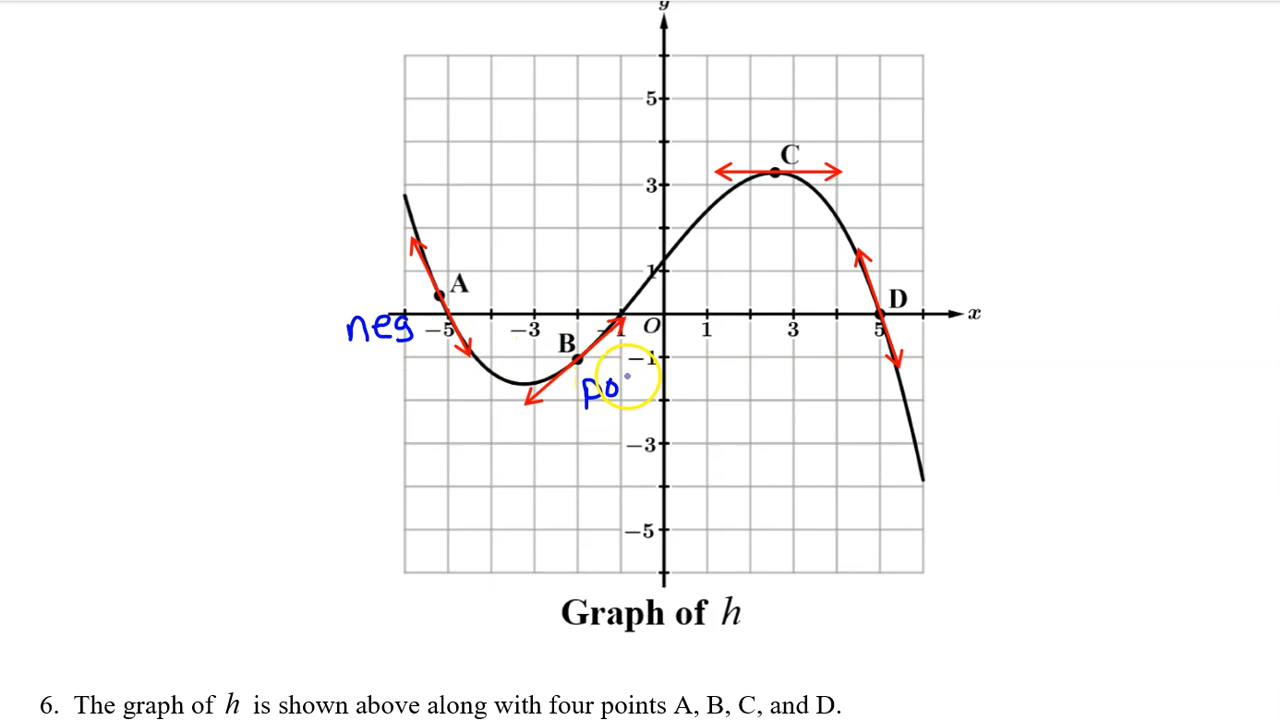 y
5
C
3
A
1
D
neg
−5
−3
−1
O
1
3
5
x
B
−1
po
−3
−5
Graph of h
6. The graph of h is shown above along with four points A, B, C, and D.